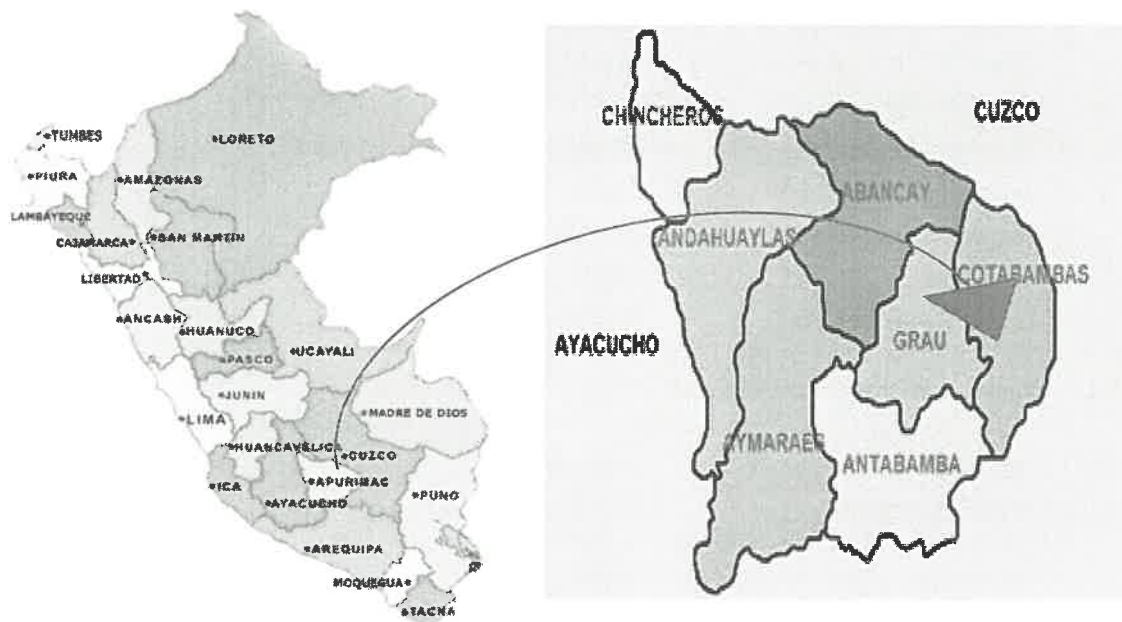 TUMBES
LORETO
PIURA
AMAZONAS
LAMBAYEQUE
CAJAMARCA
SAN MARTIN
LIBERTAD
ANCASH
HUANUCO
UCAYALI
PASCO
JUNIN
LIMA
MADRE DE DIOS
HUANCAVELICA
CUZCO
APURIMAC
ICA
AYACUCHO
PUNO
AREQUIPA
MOQUEGUA
TACNA
CHINCHEROS
CUZCO
ABANCAY
ANDAHUAYLAS
COTABAMBAS
AYACUCHO
GRAU
AYMARAES
ANTABAMBA